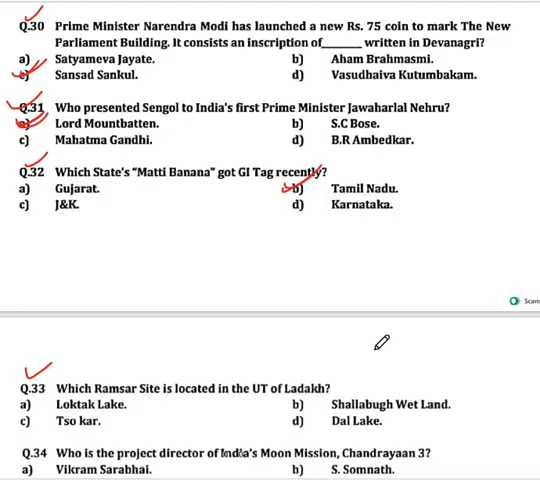 Q.30 Prime Minister Narendra Modi has launched a new Rs. 75 coin to mark The New
Parliament Building. It consists an inscription of_______ written in Devanagri?
a) Satyameva Jayate. b) Aham Brahmasmi.
c) Sansad Sankul. d) Vasudhaiva Kutumbakam.
Q.31 Who presented Sengol to India's first Prime Minister Jawaharlal Nehru?
a) Lord Mountbatten. b) S.C Bose.
c) Mahatma Gandhi. d) B.R Ambedkar.
Q.32 Which State's "Matti Banana" got GI Tag recently?
a) Gujarat. b) Tamil Nadu.
c) J&K. d) Karnataka.
Scan
Q.33 Which Ramsar Site is located in the UT of Ladakh?
a) Loktak Lake. b) Shallabugh Wet Land.
c) Tso kar. d) Dal Lake.
Q.34 Who is the project director of India's Moon Mission, Chandrayaan 3?
a) Vikram Sarabhai. b) S. Somnath.